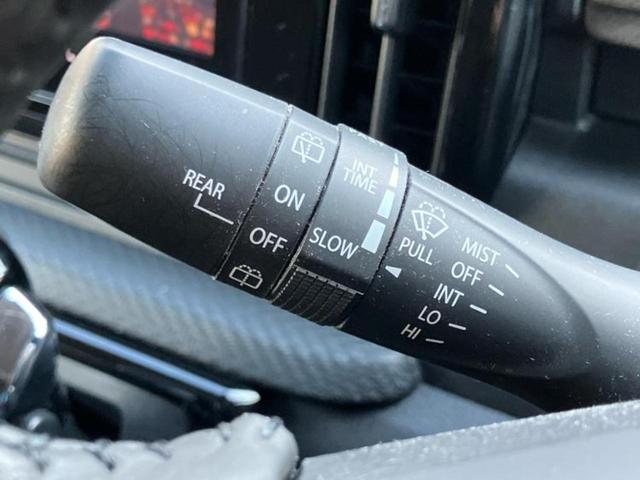 REAR
ON
OFF
INT
TIME
SLOW
PULL
MIST
OFF
INT
LO
HI